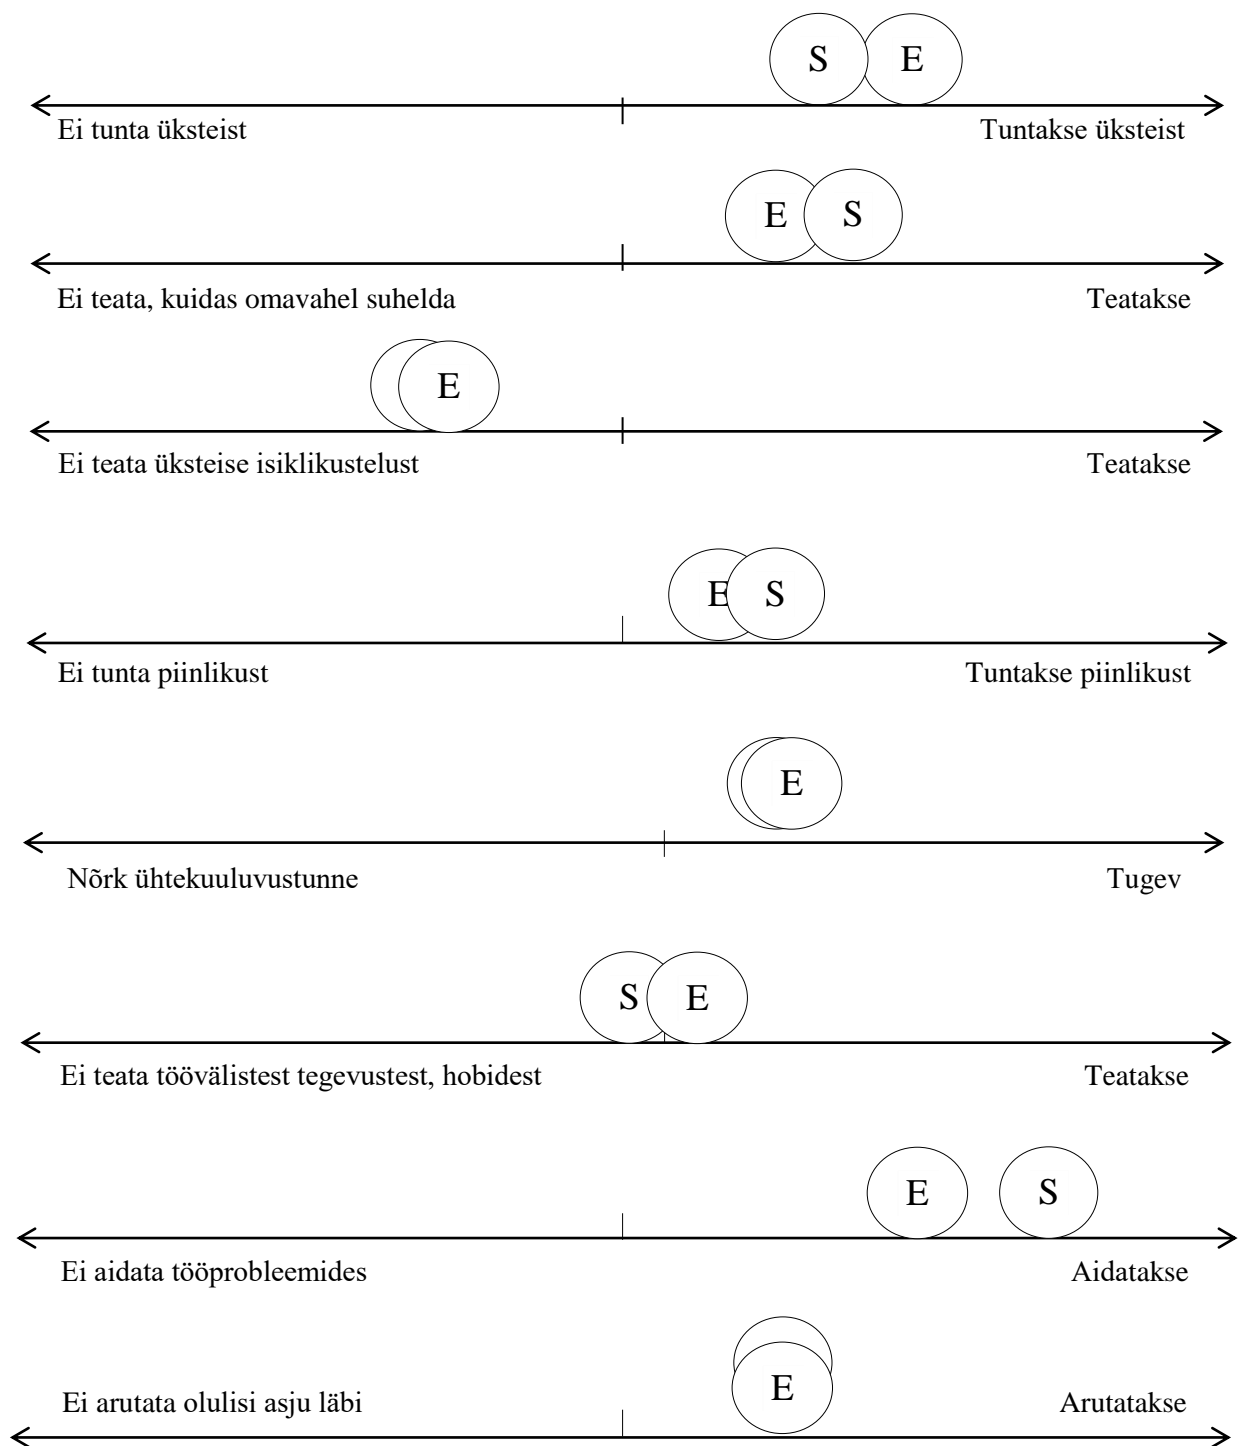 S E
Ei tunta üksteist Tuntakse üksteist
E S
Ei teata, kuidas omavahel suhelda Teatakse
E
Ei teata üksteise isiklikustelust Teatakse
E S
Ei tunta piinlikust Tuntakse piinlikust
E
Nõrk ühtekuuluvustunne Tugev
S E
Ei teata töövälistest tegevustest, hobidest Teatakse
E S
Ei aidata tööprobleemides Aidatakse
E
Ei arutata olulisi asju läbi Arutatakse